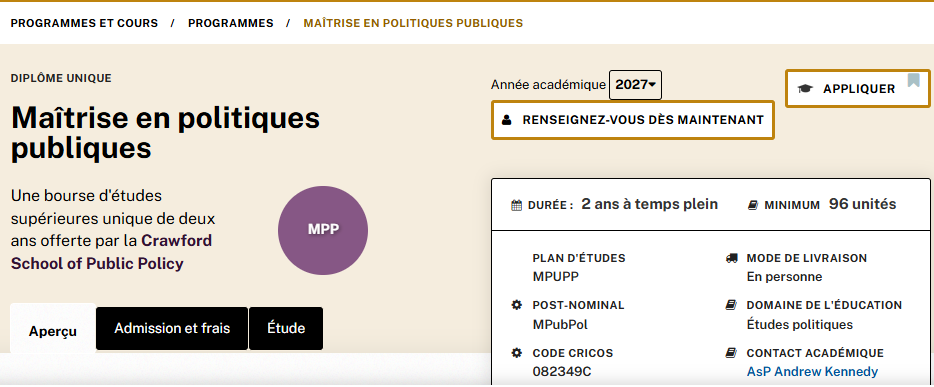 PROGRAMMES ET COURS / PROGRAMMES / MAÎTRISE EN POLITIQUES PUBLIQUES
DIPLÔME UNIQUE
Maîtrise en politiques
publiques
Une bourse d'études
supérieures unique de deux
ans offerte par la Crawford
School of Public Policy
MPP
Aperçu
Admission et frais
Étude
Année académique 2027
APPLIQUER
RENSEIGNEZ-VOUS DÈS MAINTENANT
DURÉE : 2 ans à temps plein
MINIMUM 96 unités
PLAN D'ÉTUDES
MPUPP
MODE DE LIVRAISON
En personne
POST-NOMINAL
MPubPol
DOMAINE DE L'ÉDUCATION
Études politiques
CODE CRICOS
082349C
CONTACT ACADÉMIQUE
AsP Andrew Kennedy